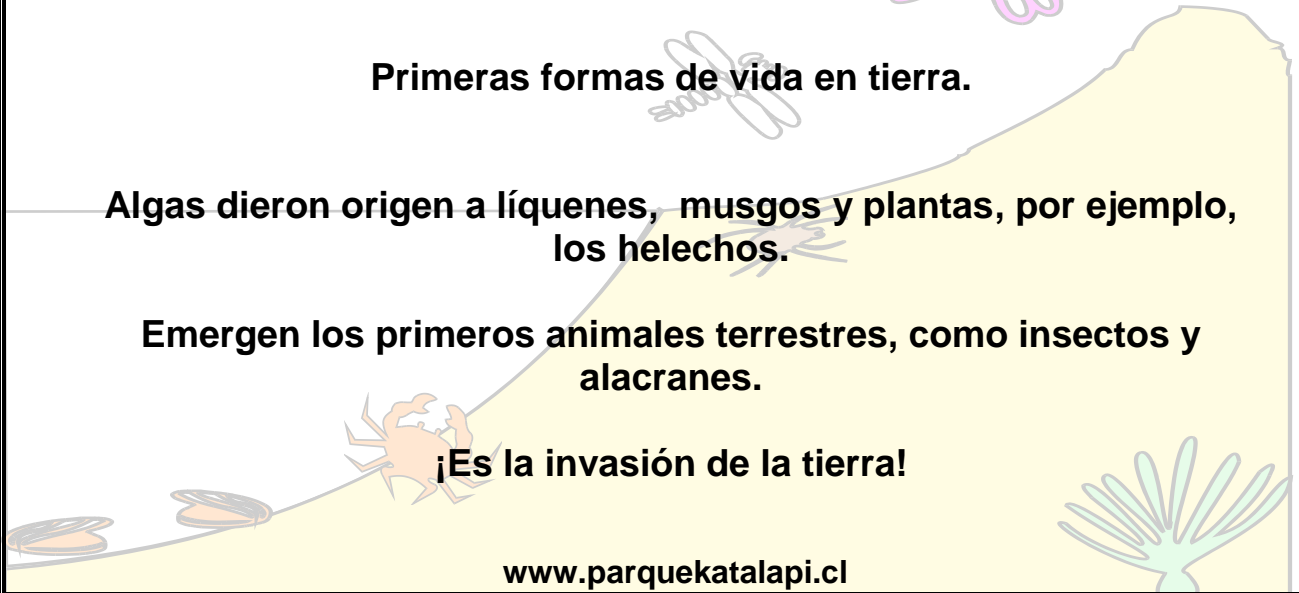 Primeras formas de vida en tierra.
Algas dieron origen a líquenes, musgos y plantas, por ejemplo,
los helechos.
Emergen los primeros animales terrestres, como insectos y
alacranes.
¡Es la invasión de la tierra!
www.parquekatalapi.cl